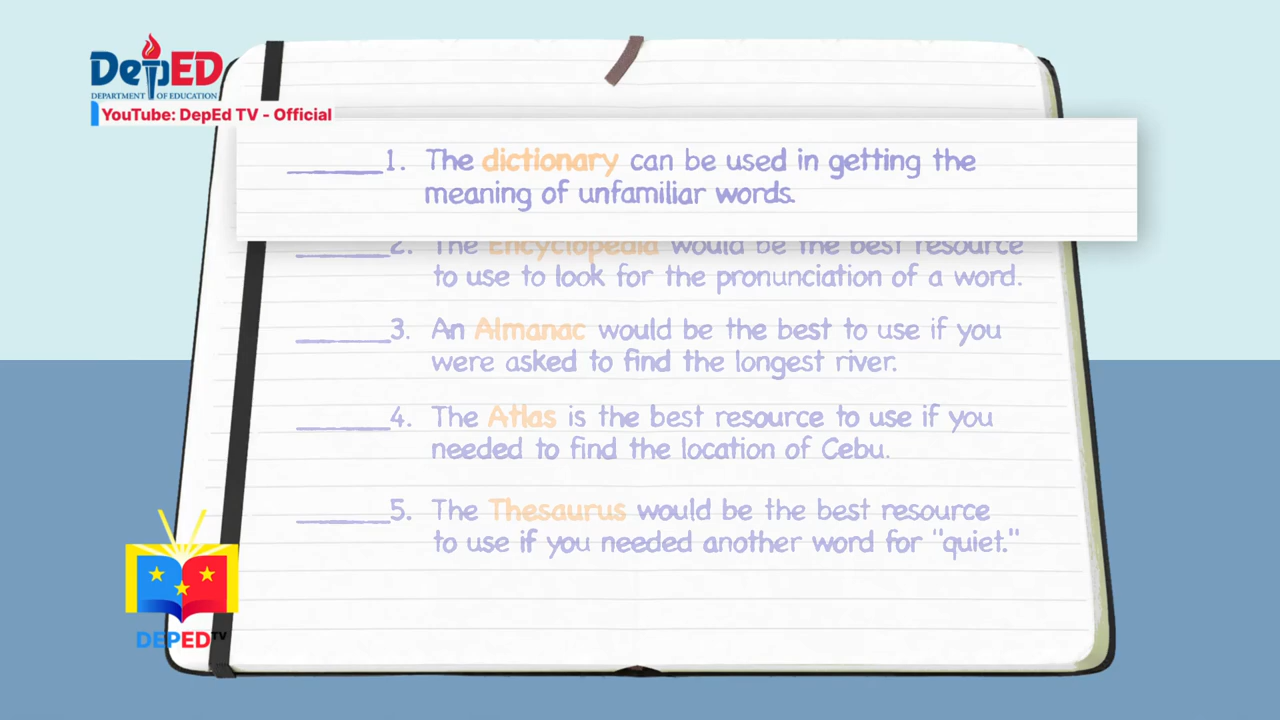 DepED
DEPARTMENT OF EDUCATION
YouTube: DepEd TV - Official
______1. The dictionary can be used in getting the
meaning of unfamiliar words.
______2. The Encyclopedia would be the best resource
to use to look for the pronunciation of a word.
______3. An Almanac would be the best to use if you
were asked to find the longest river.
______4. The Atlas is the best resource to use if you
needed to find the location of Cebu.
______5. The Thesaurus would be the best resource
to use if you needed another word for "quiet."
DEPED TV